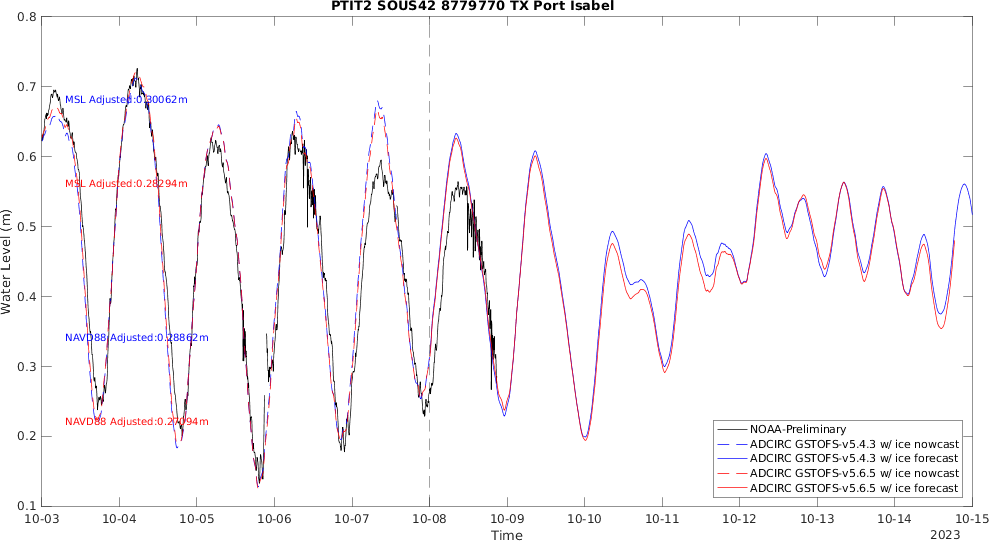 PTIT2 SOUS42 8779770 TX Port Isabel
0.8
0.7
0.6
0.5
0.4
0.3
0.2
0.1
Water Level (m)
MSL Adjusted:0.30062m
MSL Adjusted:0.28294m
NAVD88 Adjusted:0.28862m
NAVD88 Adjusted:0.27094m
NOAA-Preliminary
ADCIRC GSTOFS-v5.4.3 w/ ice nowcast
ADCIRC GSTOFS-v5.4.3 w/ ice forecast
ADCIRC GSTOFS-v5.6.5 w/ ice nowcast
ADCIRC GSTOFS-v5.6.5 w/ ice forecast
10-03 10-04 10-05 10-06 10-07 10-08 10-09 10-10 10-11 10-12 10-13 10-14 10-15
Time
2023